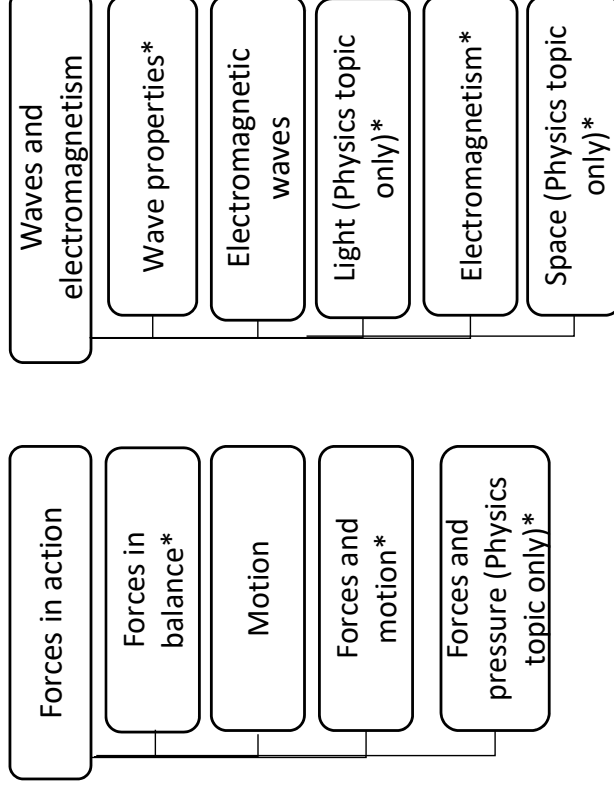 Forces in action
Forces in
balance*
Motion
Forces and
motion*
Forces and
pressure (Physics
topic only)*
Waves and
electromagnetism
Wave properties*
Electromagnetic
waves
Light (Physics topic
only)*
Electromagnetism*
Space (Physics topic
only)*